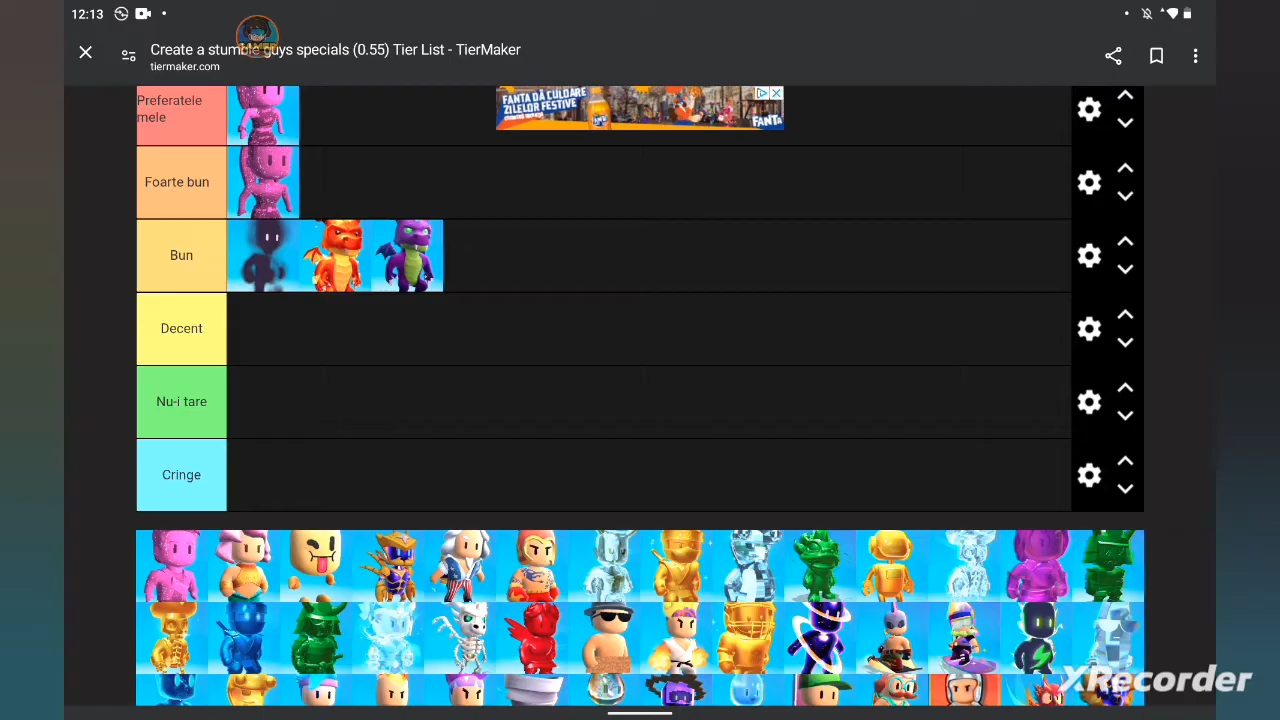 12:13
Create a stumble guys specials (0.55) Tier List - TierMaker
tiermaker.com
Preferatele
mele
FANTA DĂ CULOARE
ZILELOR FESTIVE
FANTA
Foarte bun
Bun
Decent
Nu-i tare
Cringe
XRecorder